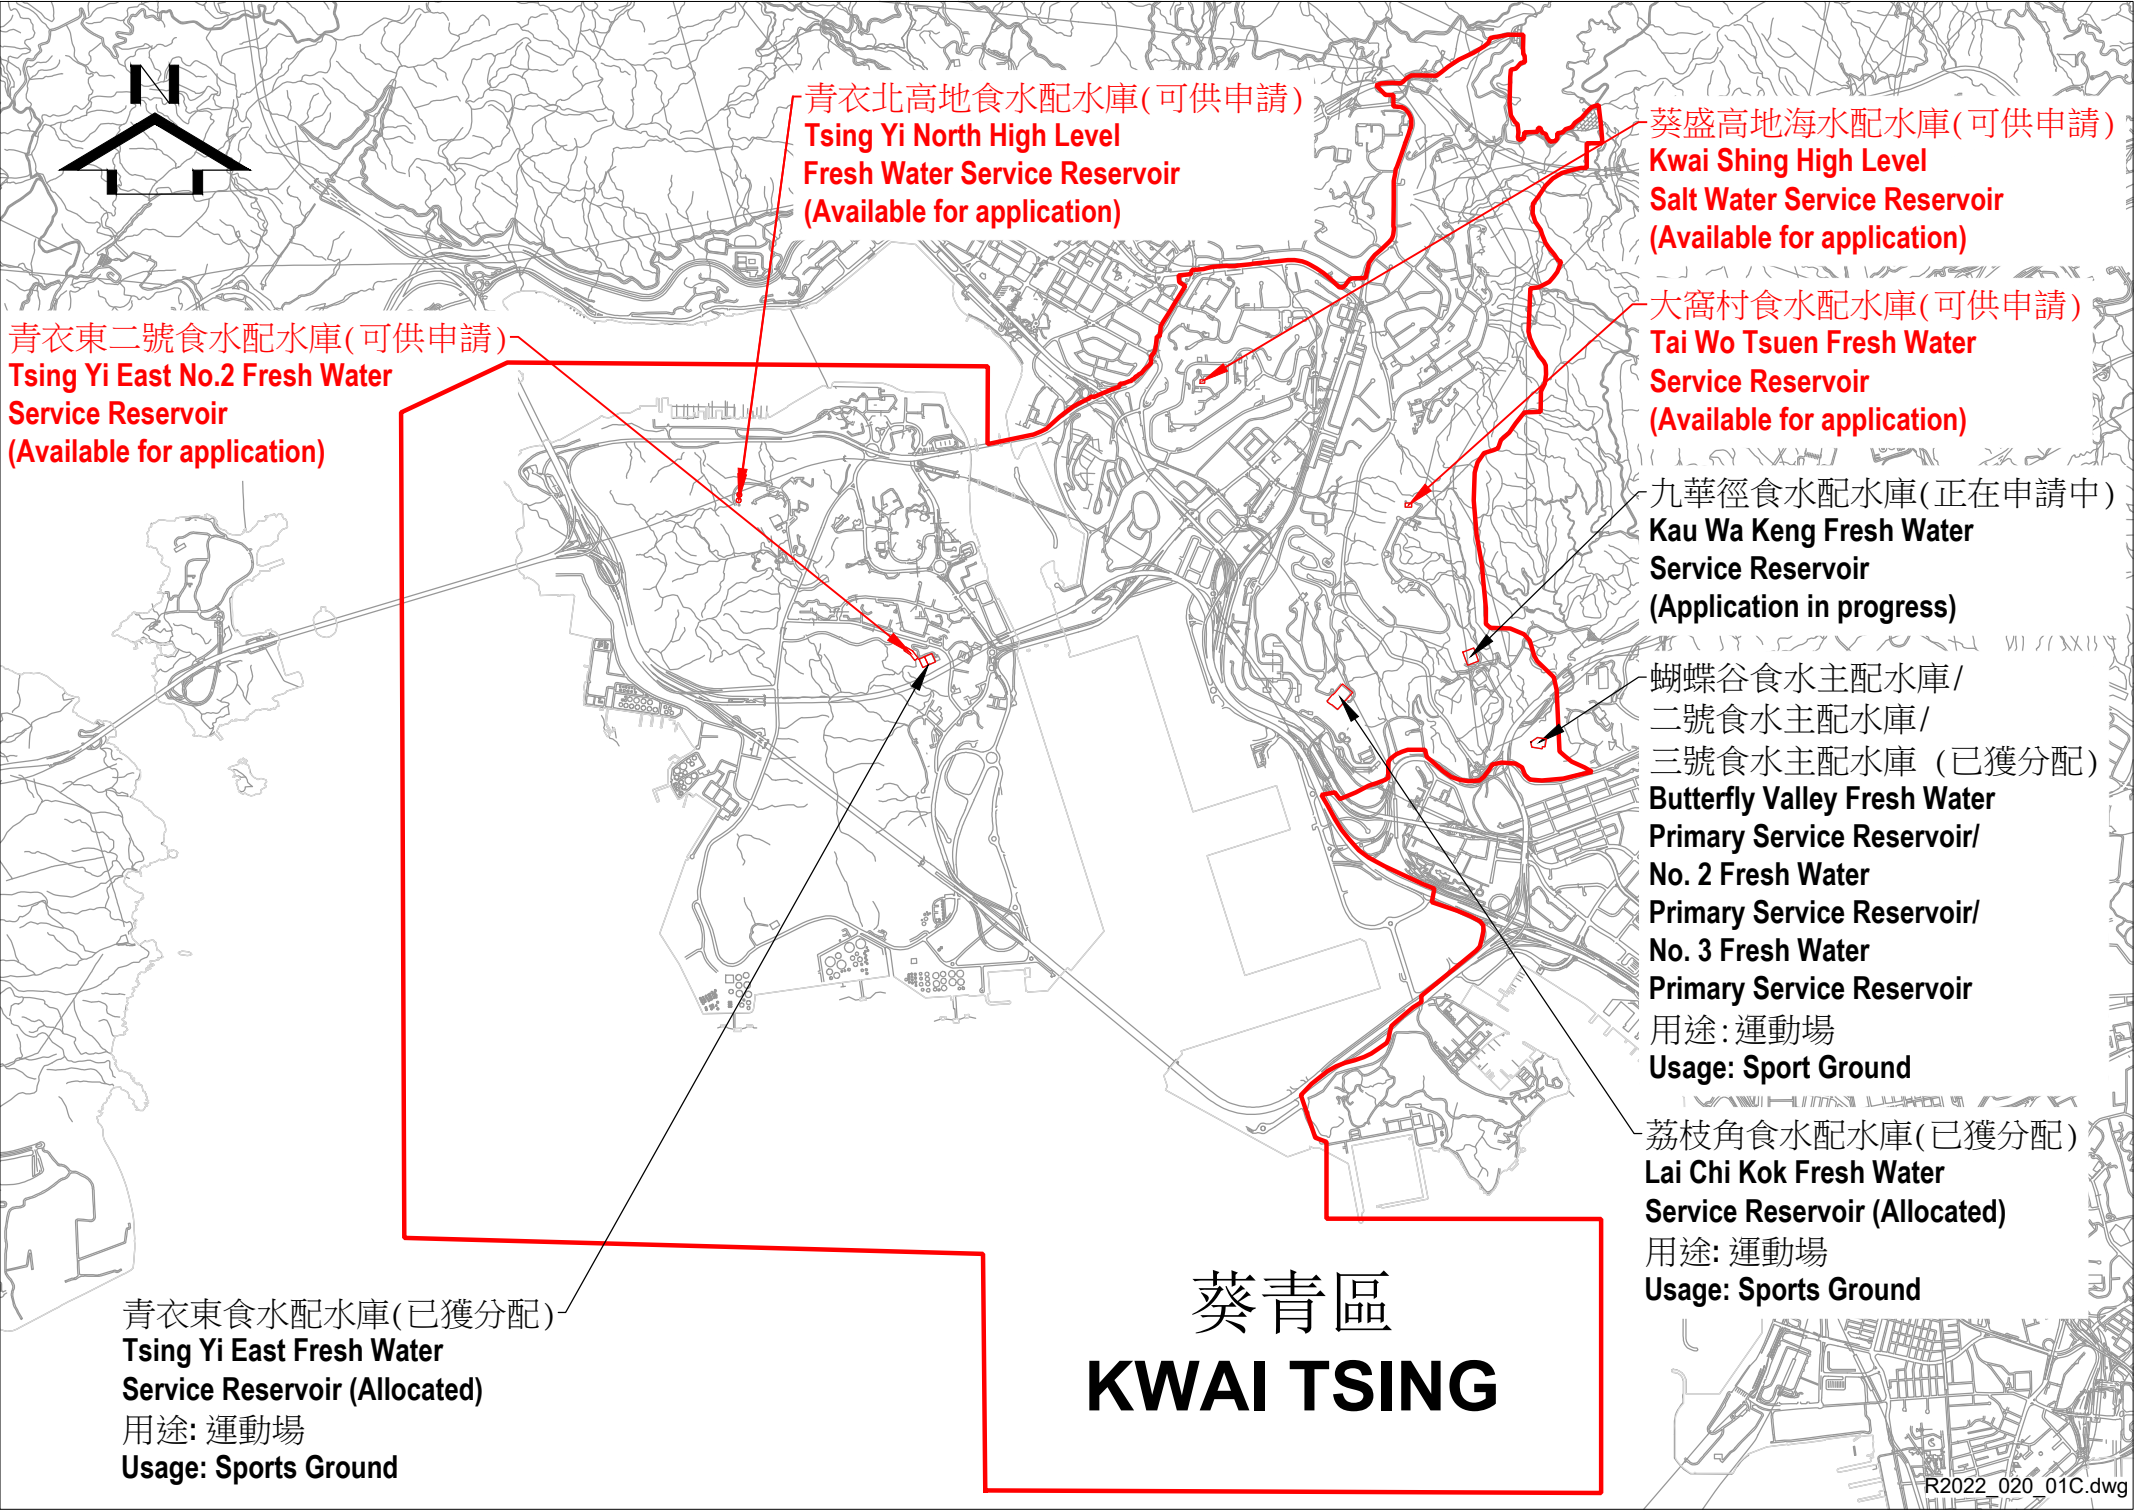 N
青衣北高地食水配水庫(可供申請)
Tsing Yi North High Level
Fresh Water Service Reservoir
(Available for application)
葵盛高地海水配水庫(可供申請)
Kwai Shing High Level
Salt Water Service Reservoir
(Available for application)
大窩村食水配水庫(可供申請)
Tai Wo Tsuen Fresh Water
Service Reservoir
(Available for application)
青衣東二號食水配水庫(可供申請)
Tsing Yi East No.2 Fresh Water
Service Reservoir
(Available for application)
九華徑食水配水庫(正在申請中)
Kau Wa Keng Fresh Water
Service Reservoir
(Application in progress)
蝴蝶谷食水主配水庫/
二號食水主配水庫/
三號食水主配水庫 (已獲分配)
Butterfly Valley Fresh Water
Primary Service Reservoir/
No. 2 Fresh Water
Primary Service Reservoir/
No. 3 Fresh Water
Primary Service Reservoir
用途:運動場
Usage: Sport Ground
荔枝角食水配水庫(已獲分配)
Lai Chi Kok Fresh Water
Service Reservoir (Allocated)
用途: 運動場
Usage: Sports Ground
青衣東食水配水庫(已獲分配)
Tsing Yi East Fresh Water
Service Reservoir (Allocated)
用途: 運動場
Usage: Sports Ground
葵青區
KWAI TSING
R2022_020_01C.dwg